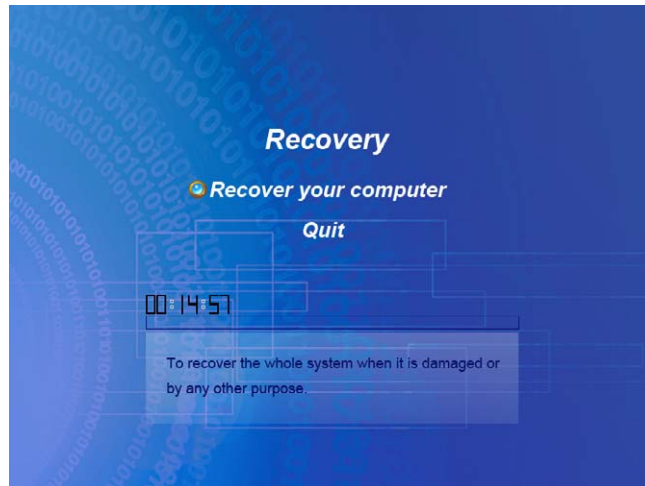 Recovery
Recover your computer
Quit
00:14:57
To recover the whole system when it is damaged or
by any other purpose.